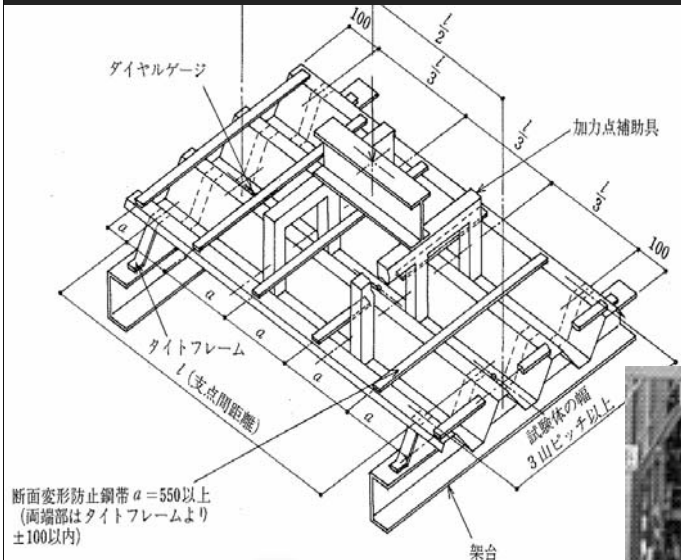 100
l/2
l/3
ダイヤルゲージ
l/3
加力点補助具
l/3
100
a
a
a
a
a
タイトフレーム
l(支点間距離)
試験体の幅
3山ピッチ以上
断面変形防止鋼帯 a=550以上
(両端部はタイトフレームより
±100以内)
架台